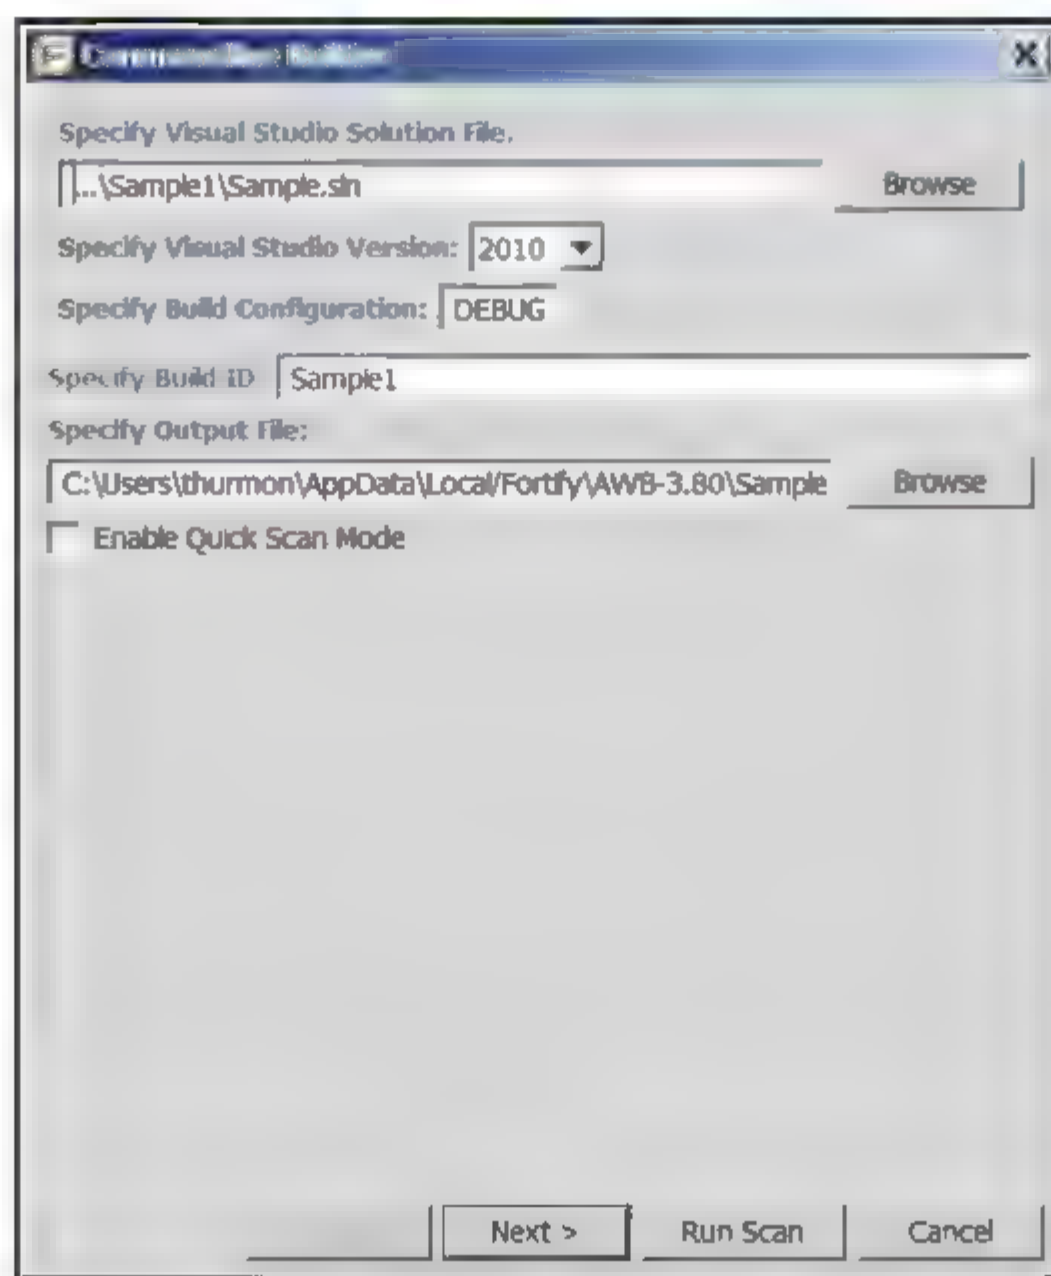 Specify Visual Studio Solution File.
...\Sample1\Sample.sln Browse
Specify Visual Studio Version: 2010
Specify Build Configuration: DEBUG
Specify Build ID Sample1
Specify Output File:
C:\Users\thurmon\AppData\Local/Fortify\AWB-3.80\Sample Browse
Enable Quick Scan Mode
Next > Run Scan Cancel